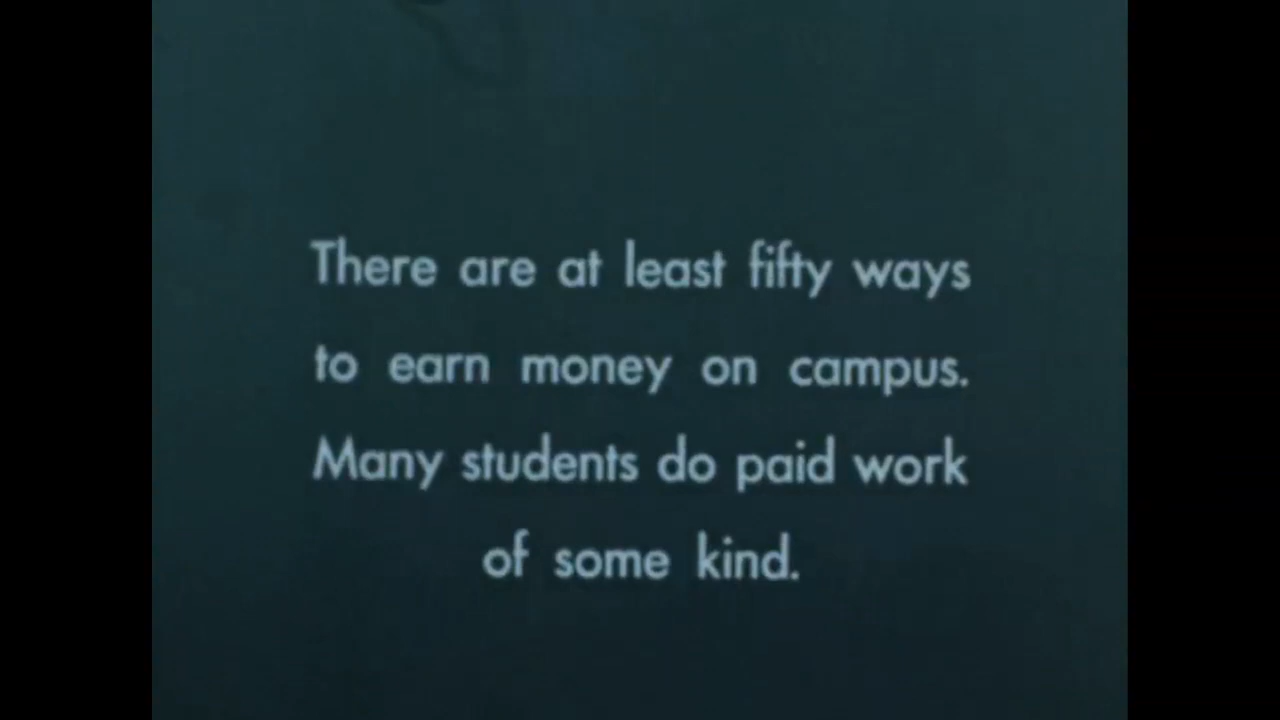 There are at least fifty ways
to earn money on campus.
Many students do paid work
of some kind.